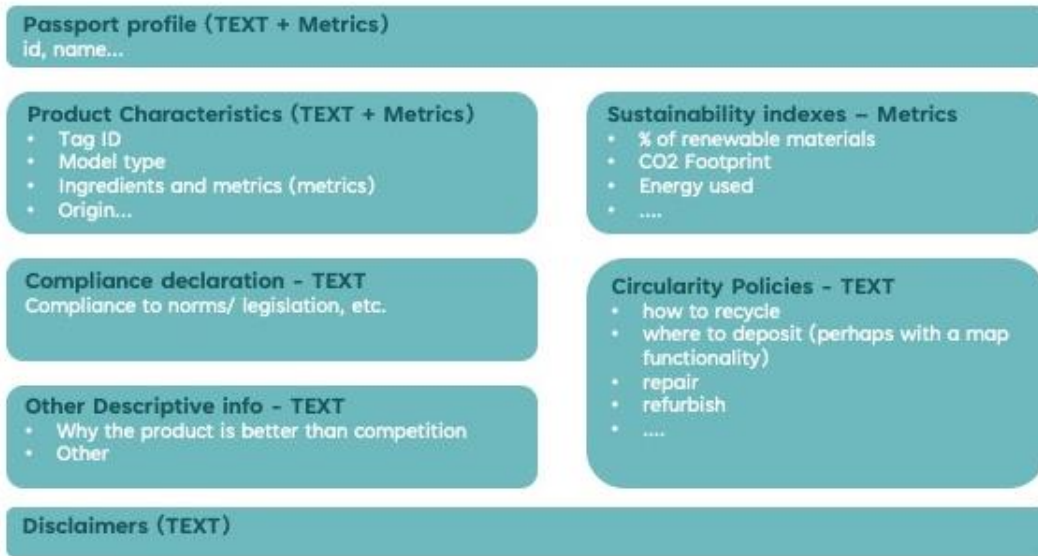 Passport profile (TEXT + Metrics)
id, name...
Product Characteristics (TEXT + Metrics)
• Tag ID
• Model type
• Ingredients and metrics (metrics)
• Origin...
Sustainability indexes – Metrics
• % of renewable materials
• CO2 Footprint
• Energy used
• ....
Compliance declaration - TEXT
Compliance to norms/ legislation, etc.
Circularity Policies - TEXT
• how to recycle
• where to deposit (perhaps with a map
functionality)
• repair
• refurbish
• ....
Other Descriptive info - TEXT
• Why the product is better than competition
• Other
Disclaimers (TEXT)